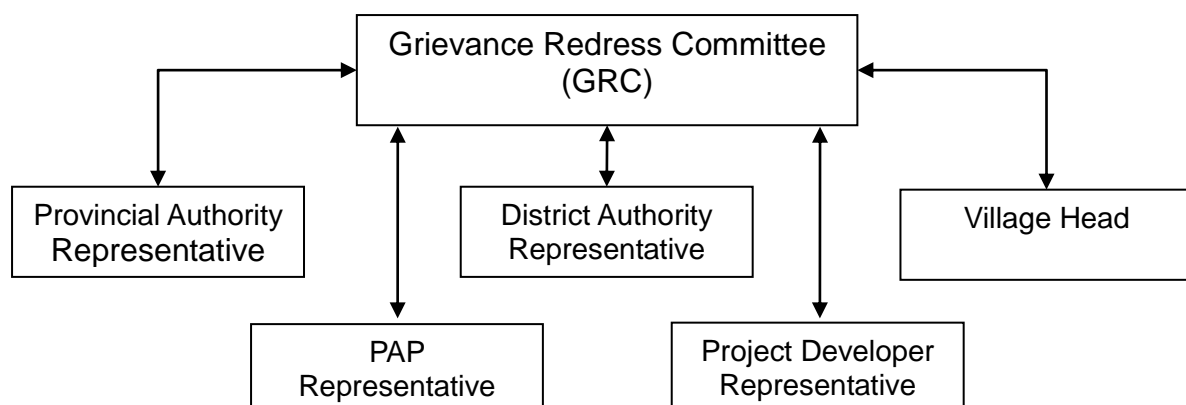 Grievance Redress Committee
(GRC)
Provincial Authority
Representative
District Authority
Representative
Village Head
PAP
Representative
Project Developer
Representative